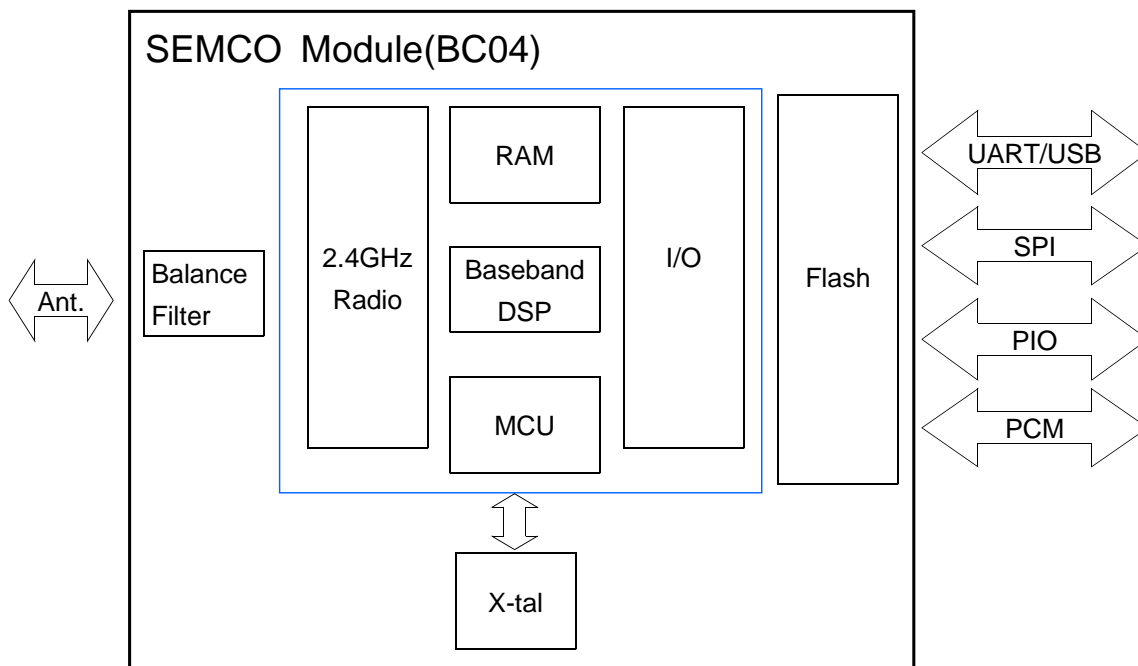 SEMCO Module(BC04)
RAM
UART/USB
2.4GHz
Radio
Baseband
DSP
I/O
Flash
SPI
Balance
Filter
Ant.
PIO
MCU
PCM
X-tal